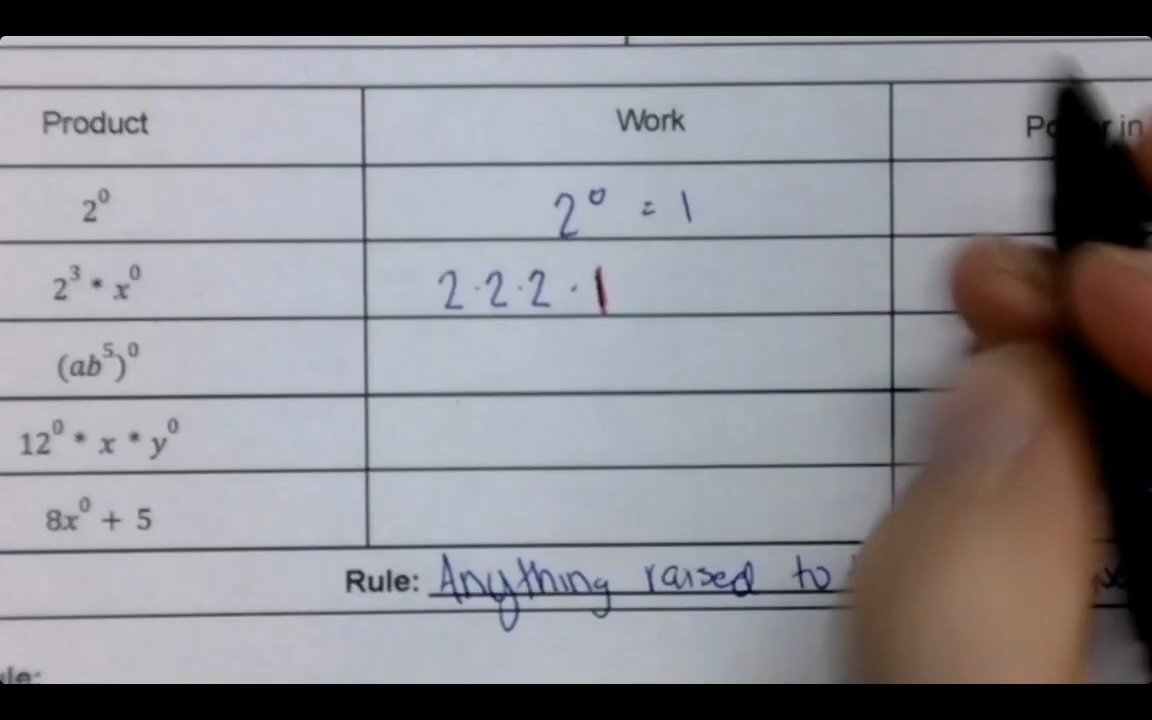 Product Work in
2⁰ 2⁰ = 1
2³ * x⁰ 2·2·2·1
(ab⁵)⁰
12⁰ * x * y⁰
8x⁰ + 5
Rule: Anything raised to